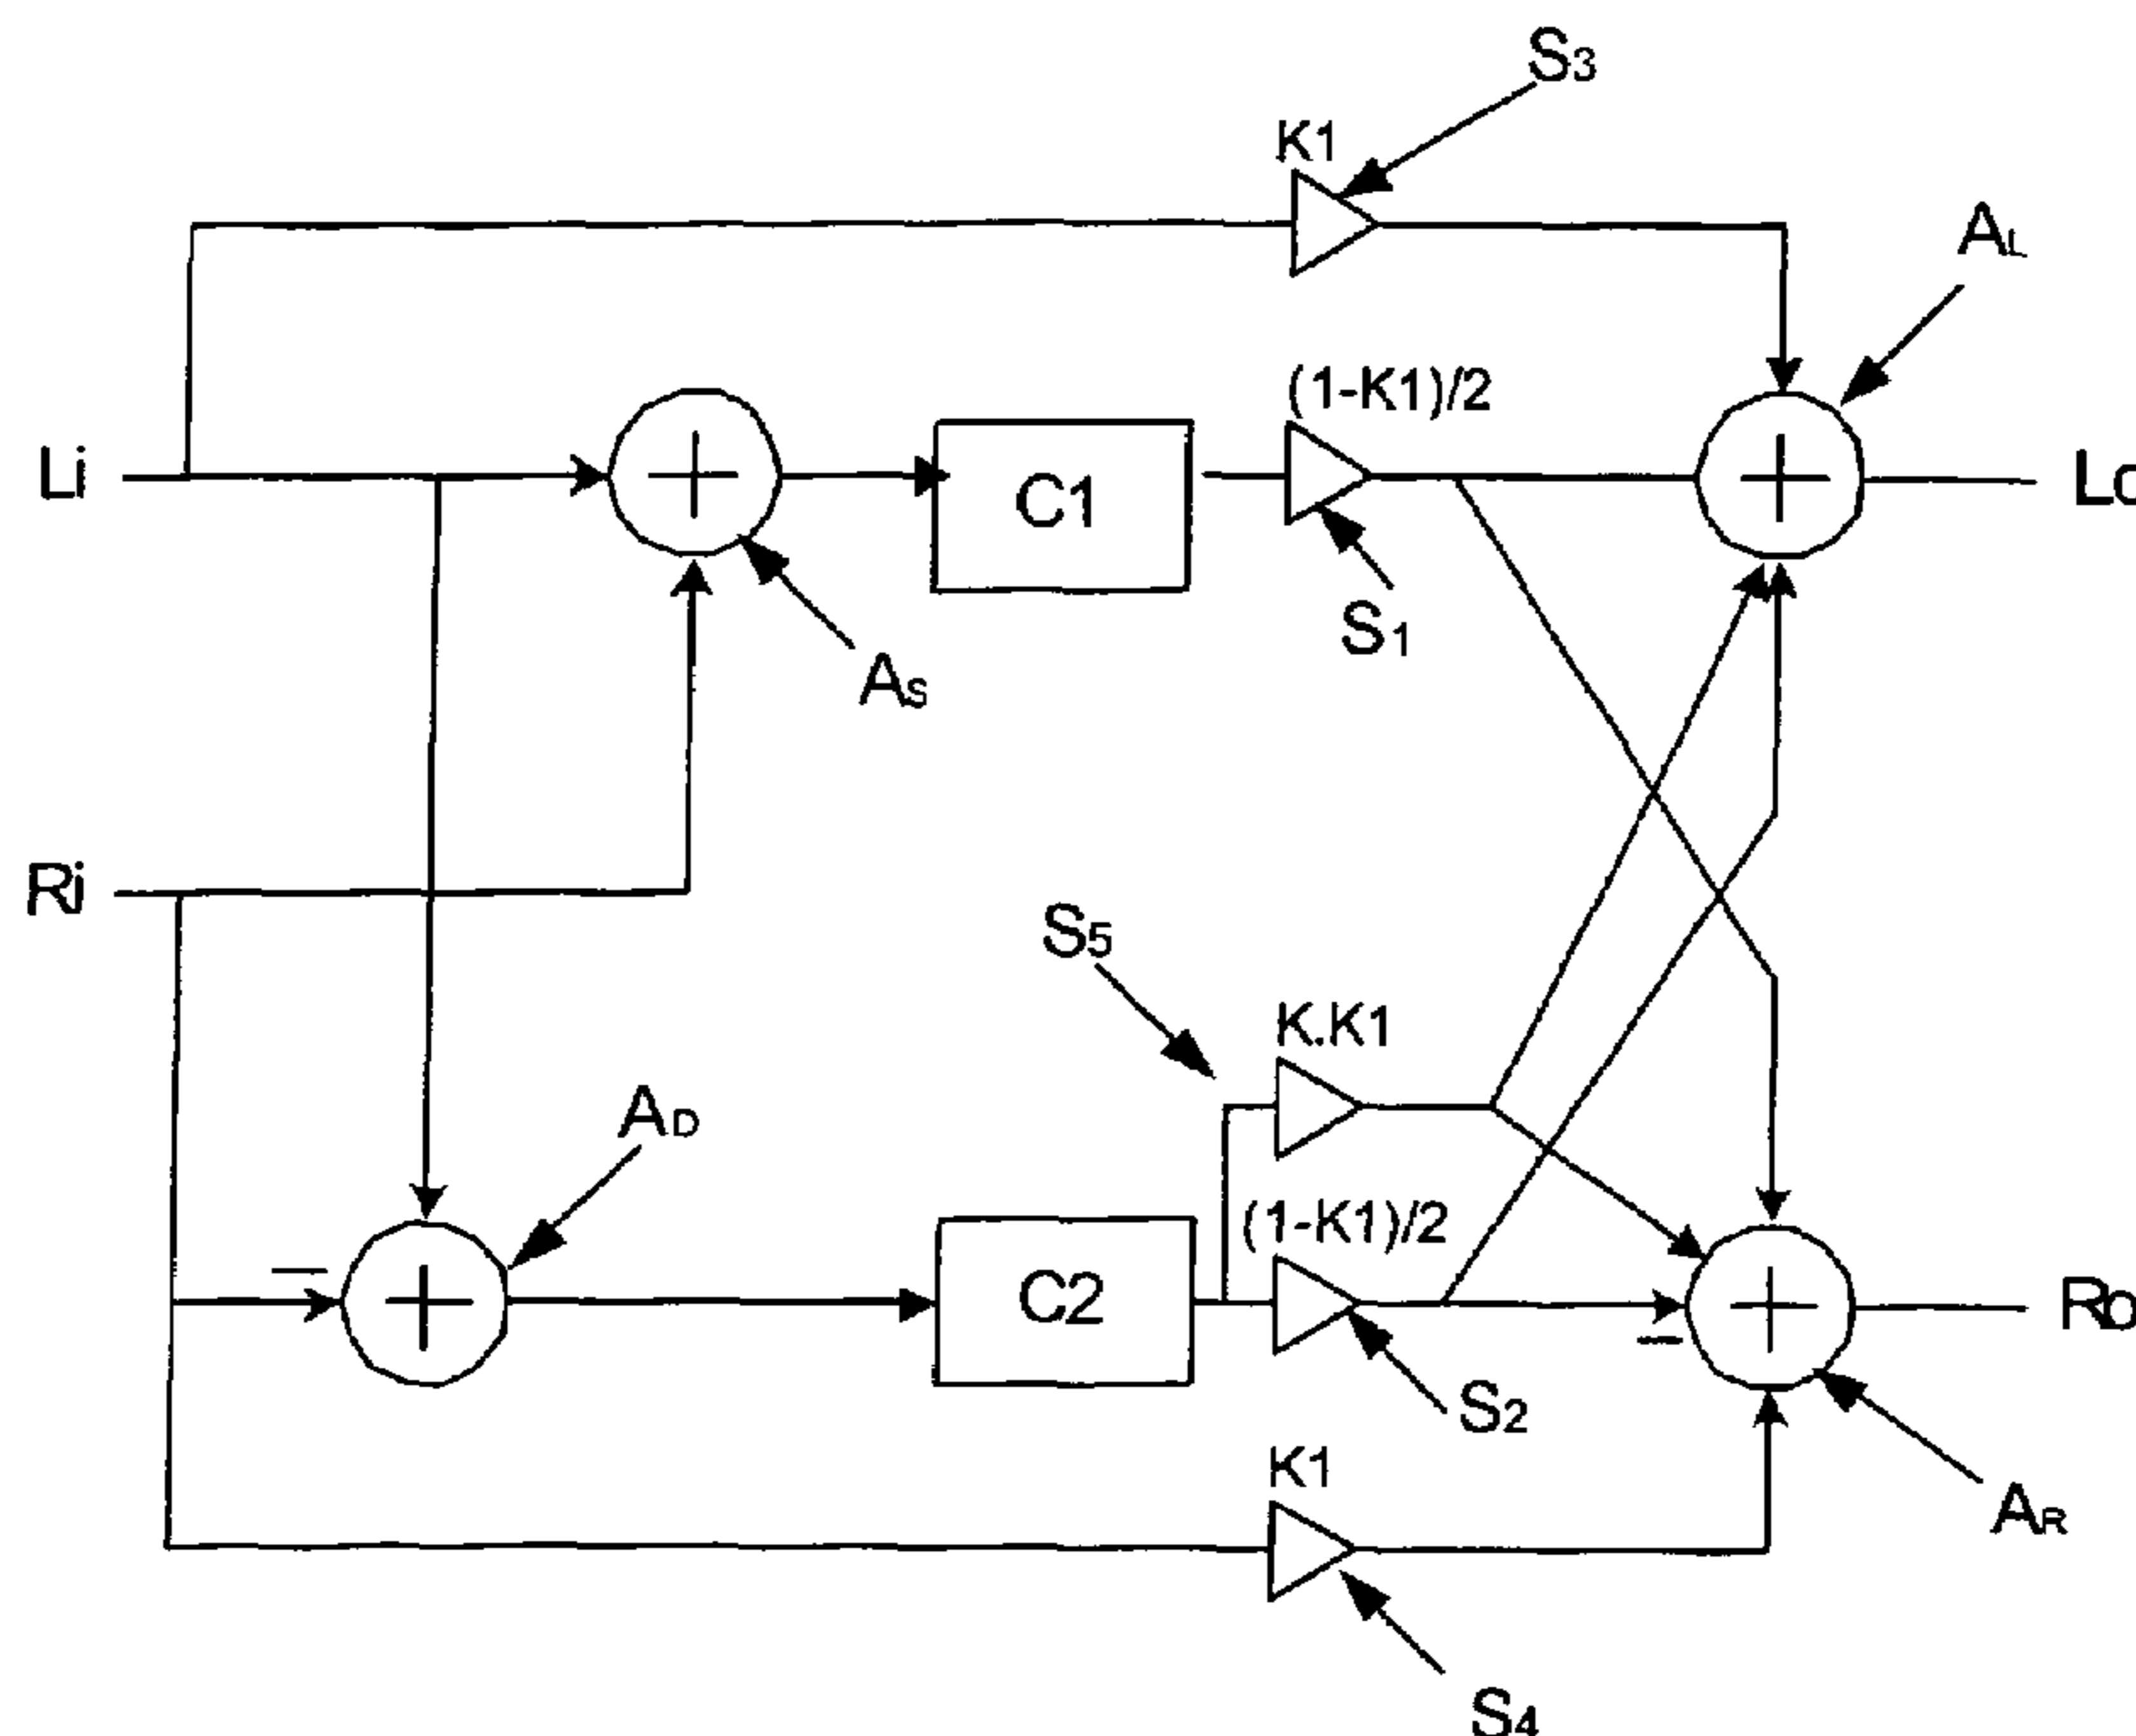 S3
K1
AL
(1-K1)/2
Li
C1
Lo
S1
AS
Ri
S5
K.K1
AD
(1-K1)/2
C2
Ro
S2
K1
AR
S4